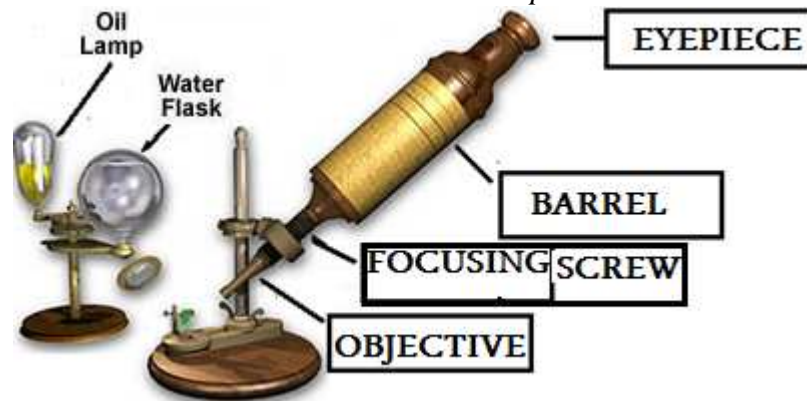 Oil
Lamp
Water
Flask
EYEPIECE
BARREL
FOCUSING SCREW
OBJECTIVE